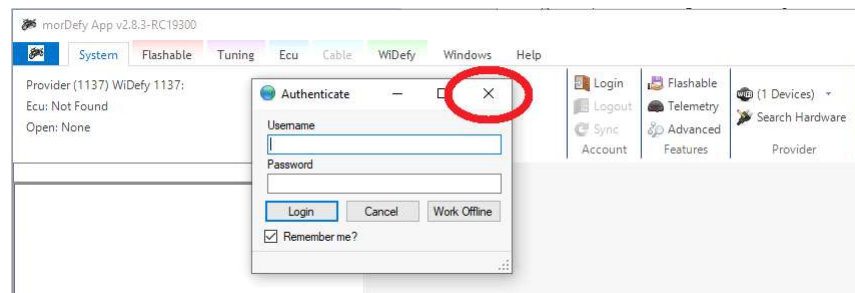 morDefy App v2.8.3-RC19300
System Flashable Tuning Ecu Cable WiDefy Windows Help
Provider (1137) WiDefy 1137:
Ecu: Not Found
Open: None
Authenticate
Username
Password
Login Cancel Work Offline
Remember me?
Login
Logout
Sync
Account
Flashable
Telemetry
Advanced
Features
(1 Devices)
Search Hardware
Provider